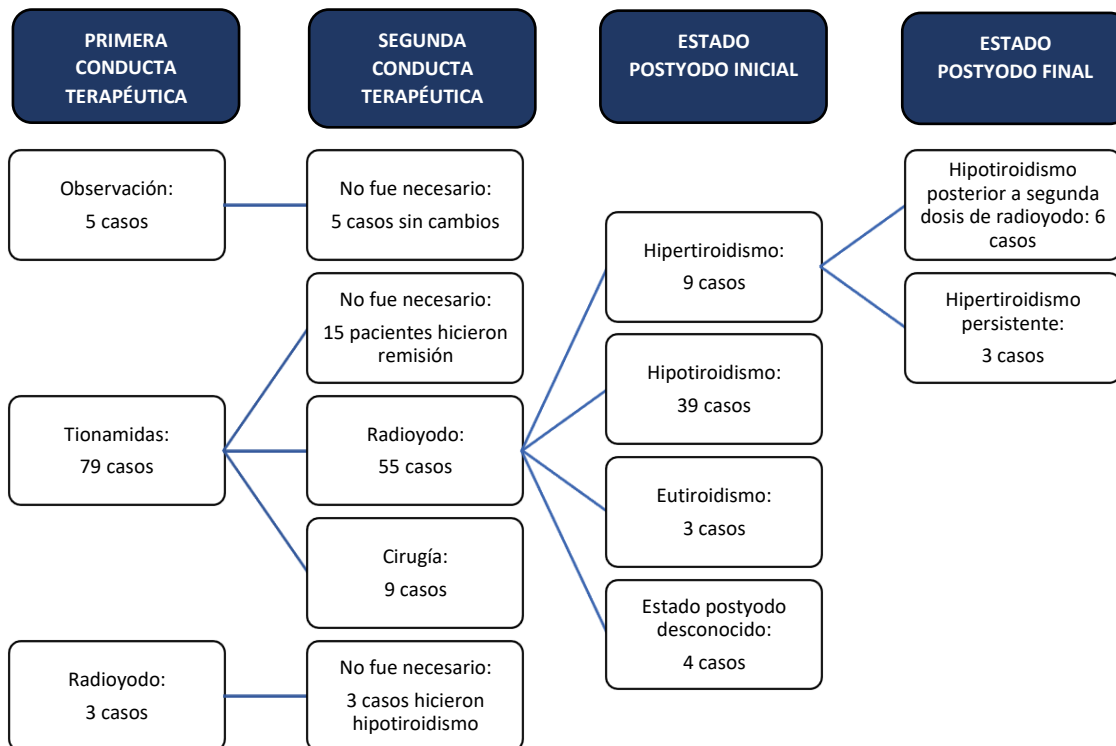 PRIMERA
CONDUCTA
TERAPÉUTICA
SEGUNDA
CONDUCTA
TERAPÉUTICA
ESTADO
POSTYODO INICIAL
ESTADO
POSTYODO FINAL
Observación:
5 casos
No fue necesario:
5 casos sin cambios
Tionamidas:
79 casos
No fue necesario:
15 pacientes hicieron
remisión
Radioyodo:
55 casos
Cirugía:
9 casos
Hipertiroidismo:
9 casos
Hipotiroidismo:
39 casos
Eutiroidismo:
3 casos
Estado postyodo
desconocido:
4 casos
Hipotiroidismo
posterior a segunda
dosis de radioyodo: 6
casos
Hipertiroidismo
persistente:
3 casos
Radioyodo:
3 casos
No fue necesario:
3 casos hicieron
hipotiroidismo